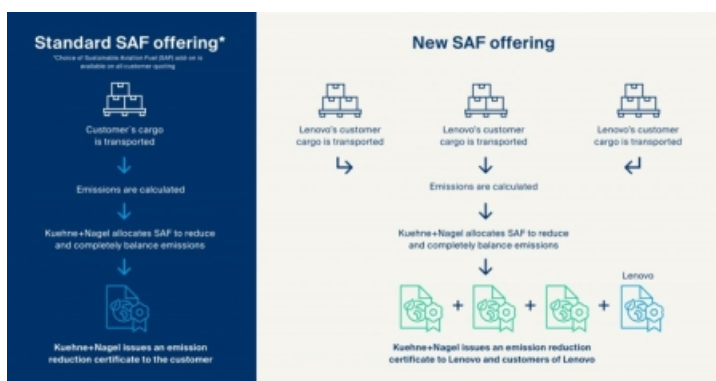 Standard SAF offering*
*Choice of Sustainable Aviation Fuel (SAF) add-on is
available on all customer quoting
Customer's cargo
is transported
Emissions are calculated
Kuehne+Nagel allocates SAF to reduce
and completely balance emissions
Kuehne+Nagel issues an emission
reduction certificate to the customer
New SAF offering
Lenovo's customer
cargo is transported
Lenovo's customer
cargo is transported
Lenovo's customer
cargo is transported
Emissions are calculated
Kuehne+Nagel allocates SAF to reduce
and completely balance emissions
+ + +
Lenovo
Kuehne+Nagel issues an emission reduction
certificate to Lenovo and customers of Lenovo